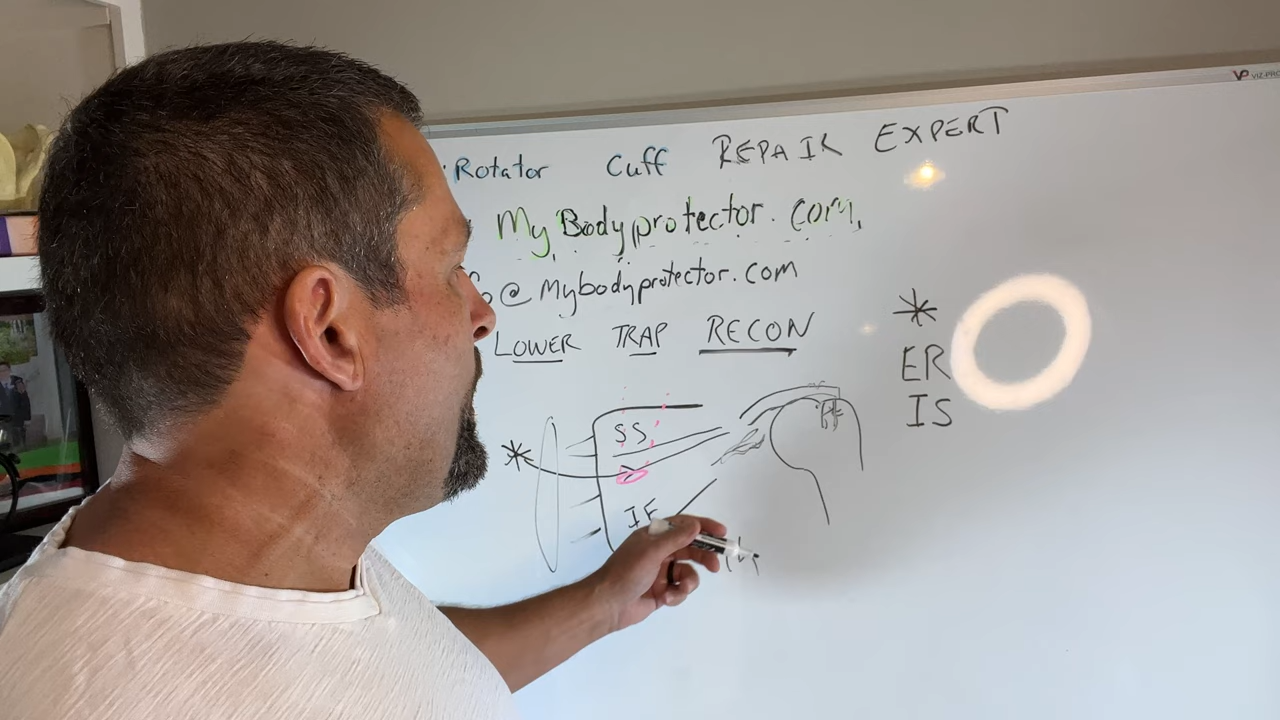 Rotator Cuff REPAIR EXPERT
MyBodyprotector.com,
@mybodyprotector.com
LOWER TRAP RECON
*
ER
IS
SS
*
IF